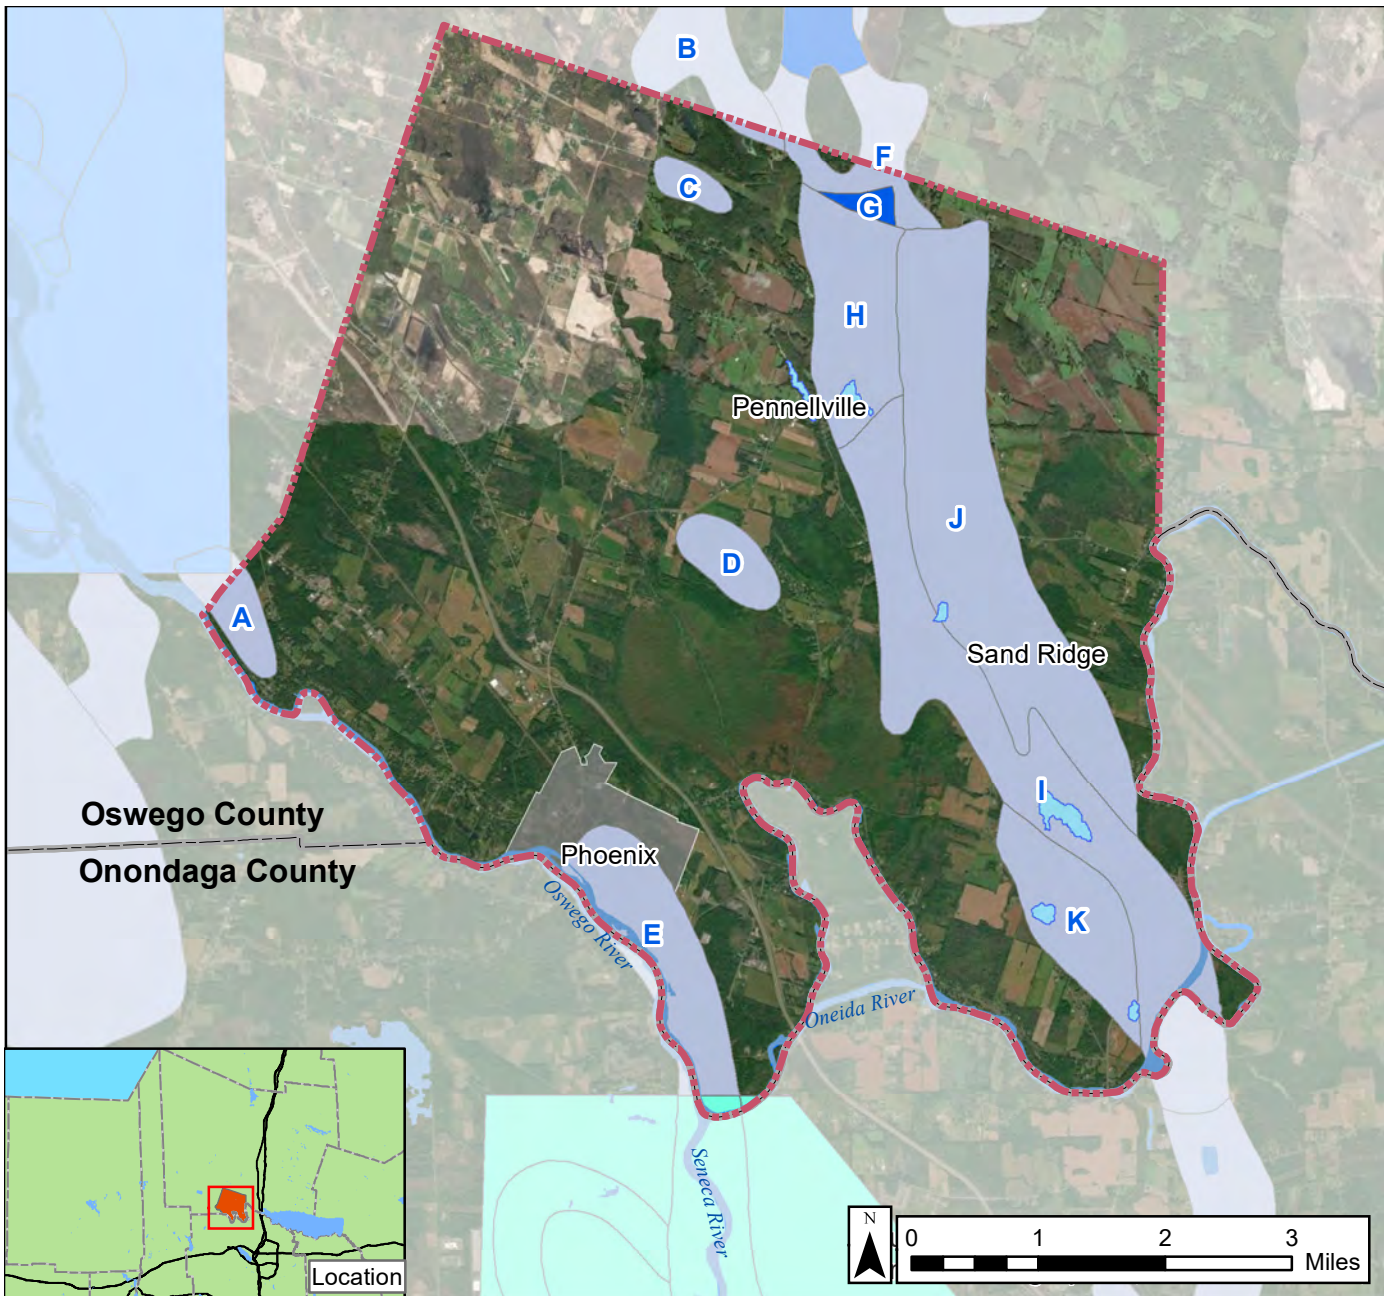 B
F
C
G
H
Pennellville
J
D
A
Sand Ridge
I
Oswego County
Onondaga County
Phoenix
K
E
Oswego River
Oneida River
Seneca River
Location
N
0 1 2 3
Miles